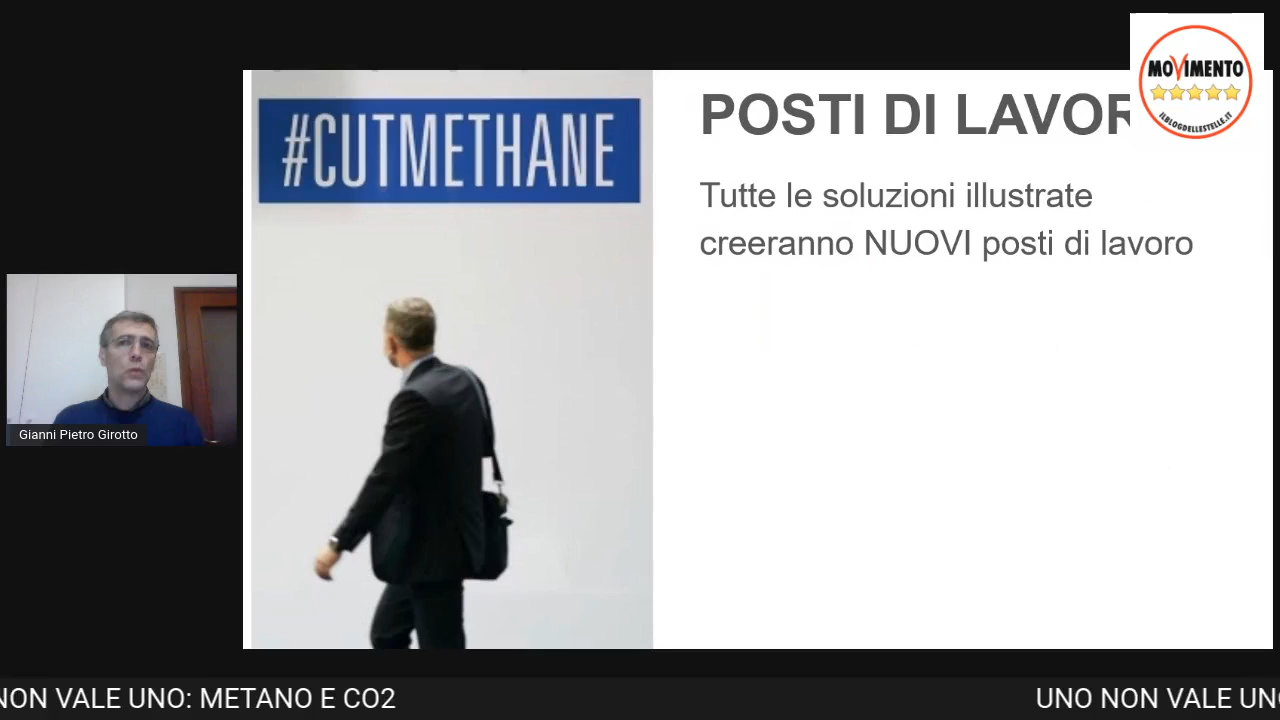 MOVIMENTO
ILBLOGDELLESTELLE.IT
#CUTMETHANE
POSTI DI LAVOR
Tutte le soluzioni illustrate
creeranno NUOVI posti di lavoro
Gianni Pietro Girotto
NON VALE UNO: METANO E CO2
UNO NON VALE UNO